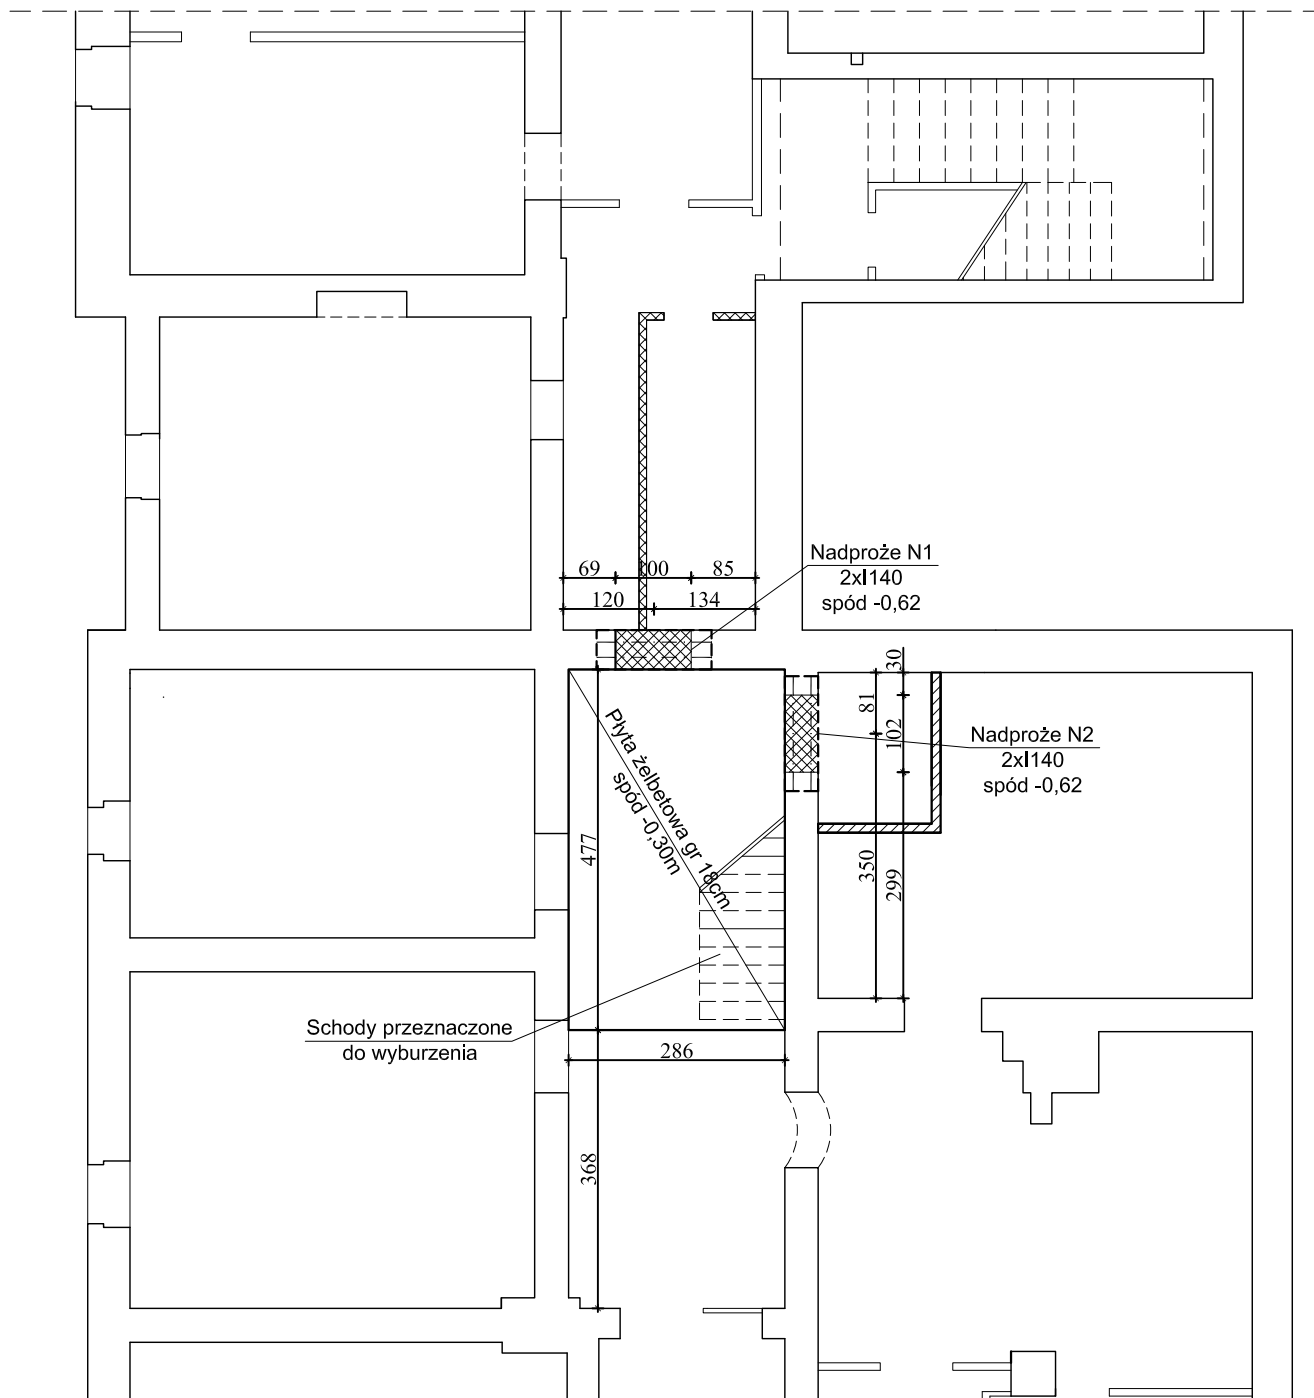 Nadproże N1
2xI140
spód -0,62
69 100 85
120 134
30
81
102
Nadproże N2
2xI140
spód -0,62
Płyta żelbetowa gr 18cm
spód -0,30m
477
350
299
Schody przeznaczone
do wyburzenia
286
368